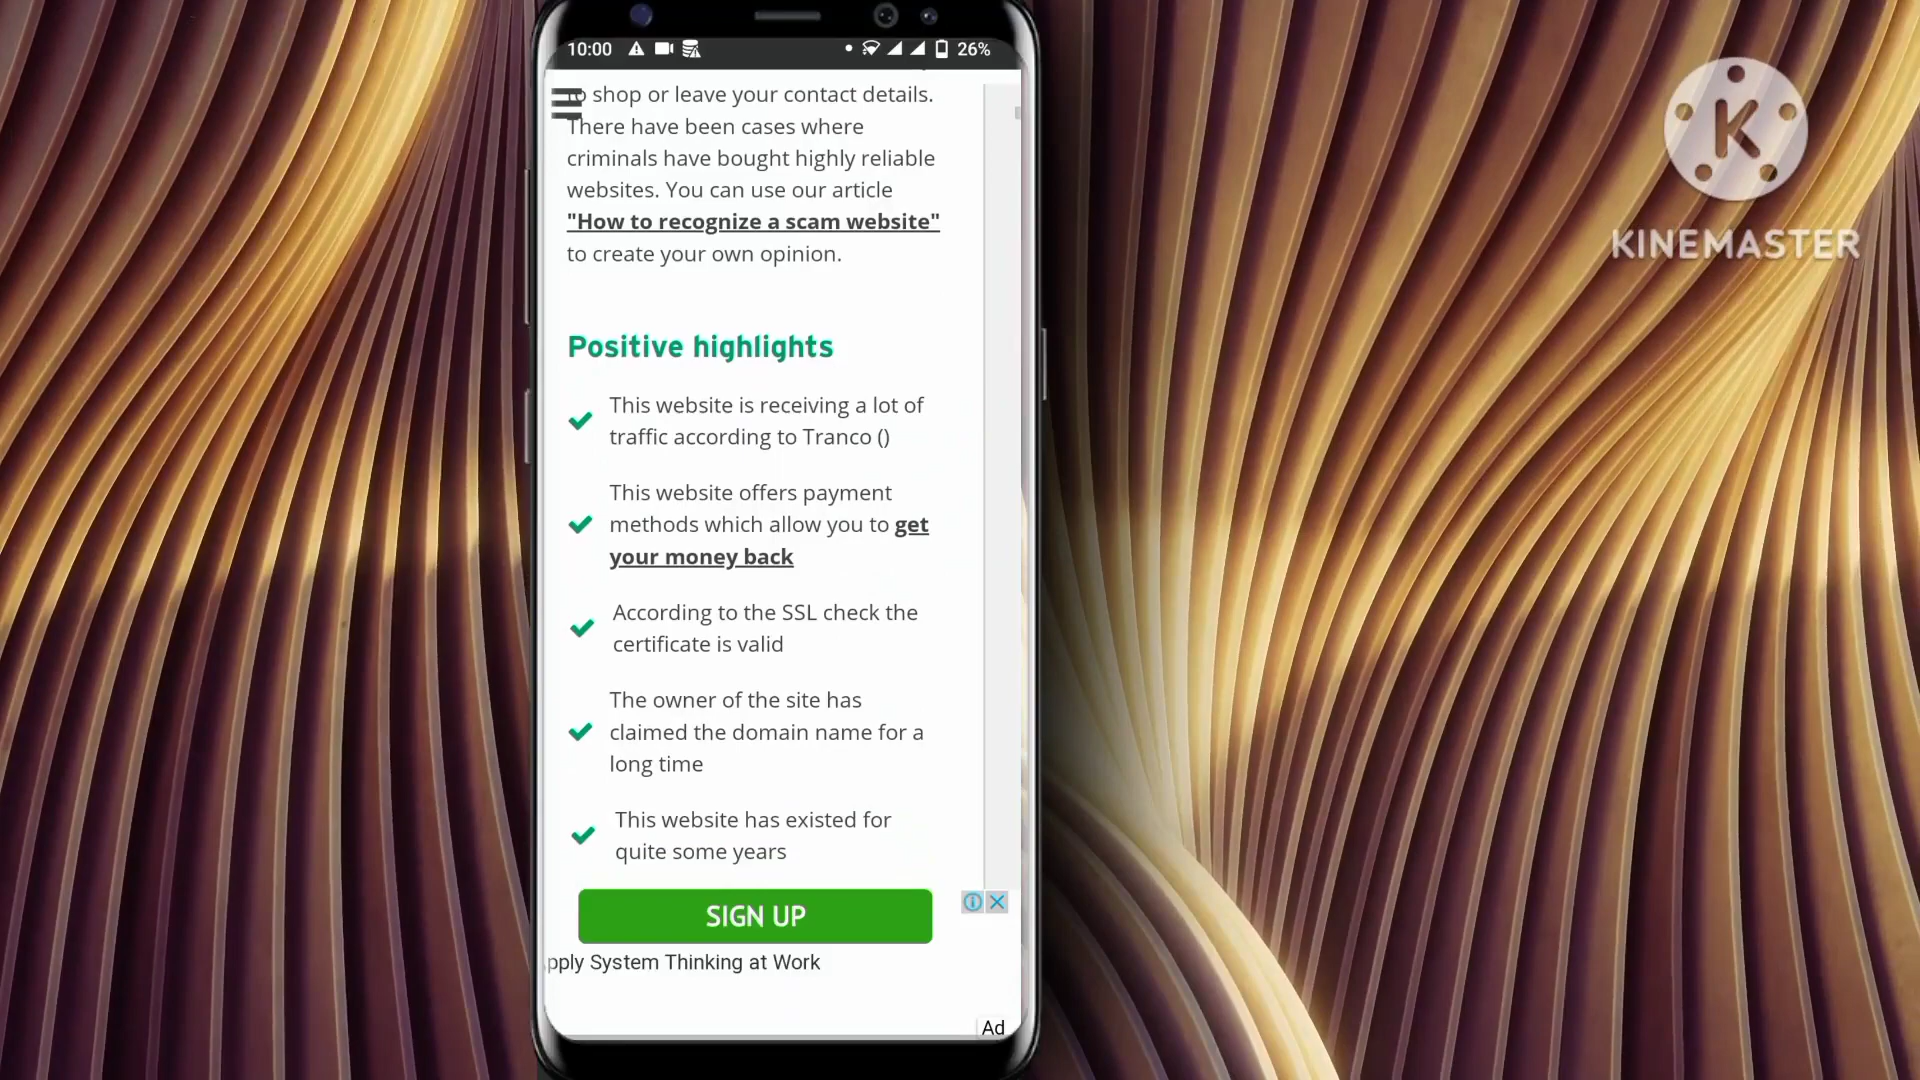 10:00
26%
to shop or leave your contact details.
There have been cases where
criminals have bought highly reliable
websites. You can use our article
"How to recognize a scam website"
to create your own opinion.
Positive highlights
This website is receiving a lot of
traffic according to Tranco ()
This website offers payment
methods which allow you to get
your money back
According to the SSL check the
certificate is valid
The owner of the site has
claimed the domain name for a
long time
This website has existed for
quite some years
SIGN UP
pply System Thinking at Work
Ad
K
KINEMASTER